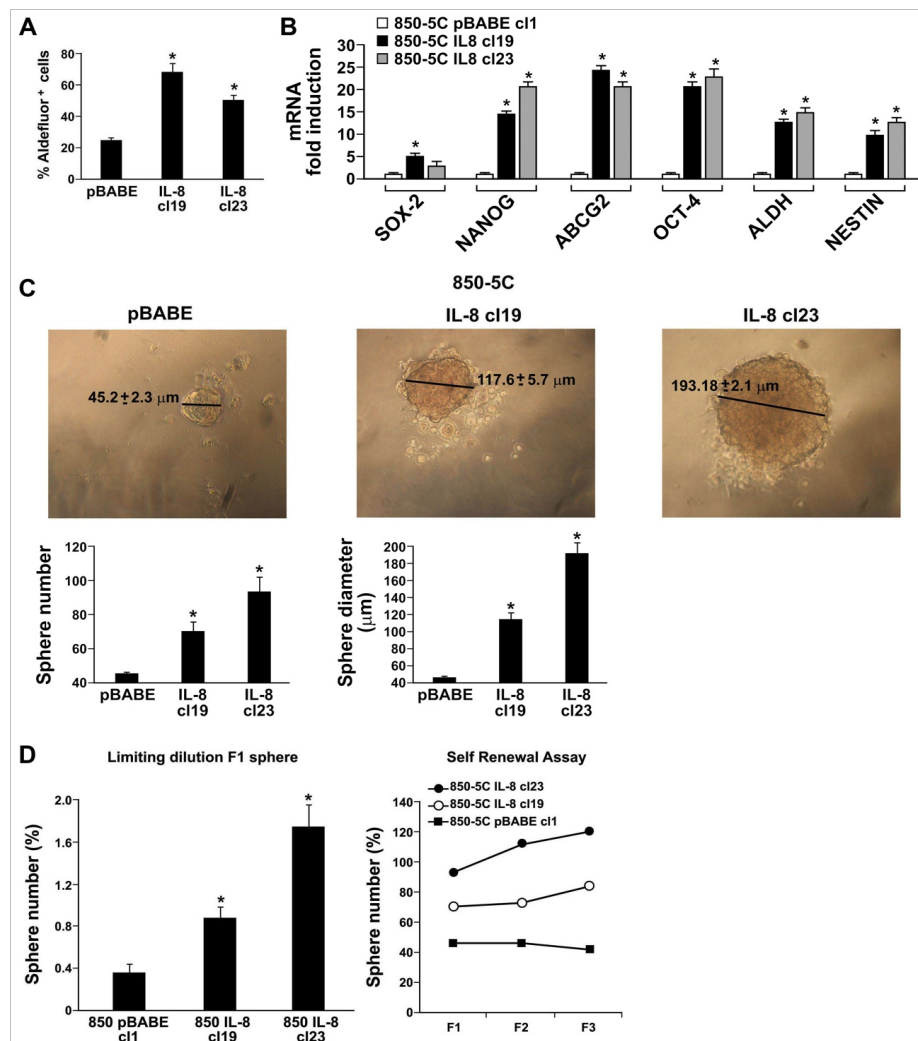 A
% Aldefluor⁺ cells
80
60
40
20
0
*
*
pBABE
IL-8
cl19
IL-8
cl23
B
850-5C pBABE cl1
850-5C IL8 cl19
850-5C IL8 cl23
mRNA
fold induction
30
25
20
15
10
5
0
*
* *
* *
* *
* *
* *
SOX-2
NANOG
ABCG2
OCT-4
ALDH
NESTIN
C
850-5C
pBABE
IL-8 cl19
IL-8 cl23
45.2±2.3 µm
117.6±5.7 µm
193.18±2.1 µm
Sphere number
120
100
80
60
40
*
*
pBABE
IL-8
cl19
IL-8
cl23
Sphere diameter
(µm)
200
180
160
140
120
100
80
60
40
*
*
pBABE
IL-8
cl19
IL-8
cl23
D
Limiting dilution F1 sphere
Sphere number (%)
2.0
1.6
1.2
0.8
0.4
0
*
*
850 pBABE
cl1
850 IL-8
cl19
850 IL-8
cl23
Self Renewal Assay
850-5C IL-8 cl23
850-5C IL-8 cl19
850-5C pBABE cl1
Sphere number (%)
140
120
100
80
60
40
20
0
F1
F2
F3